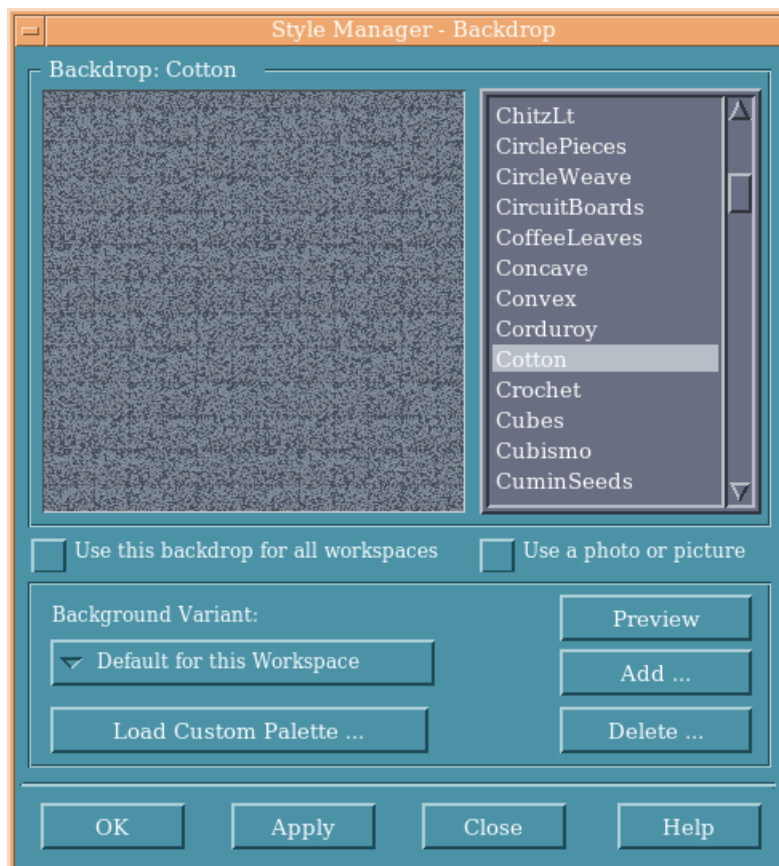 Style Manager - Backdrop
Backdrop: Cotton
ChitzLt
CirclePieces
CircleWeave
CircuitBoards
CoffeeLeaves
Concave
Convex
Corduroy
Cotton
Crochet
Cubes
Cubismo
CuminSeeds
Use this backdrop for all workspaces
Use a photo or picture
Background Variant:
Default for this Workspace
Load Custom Palette ...
Preview
Add ...
Delete ...
OK
Apply
Close
Help